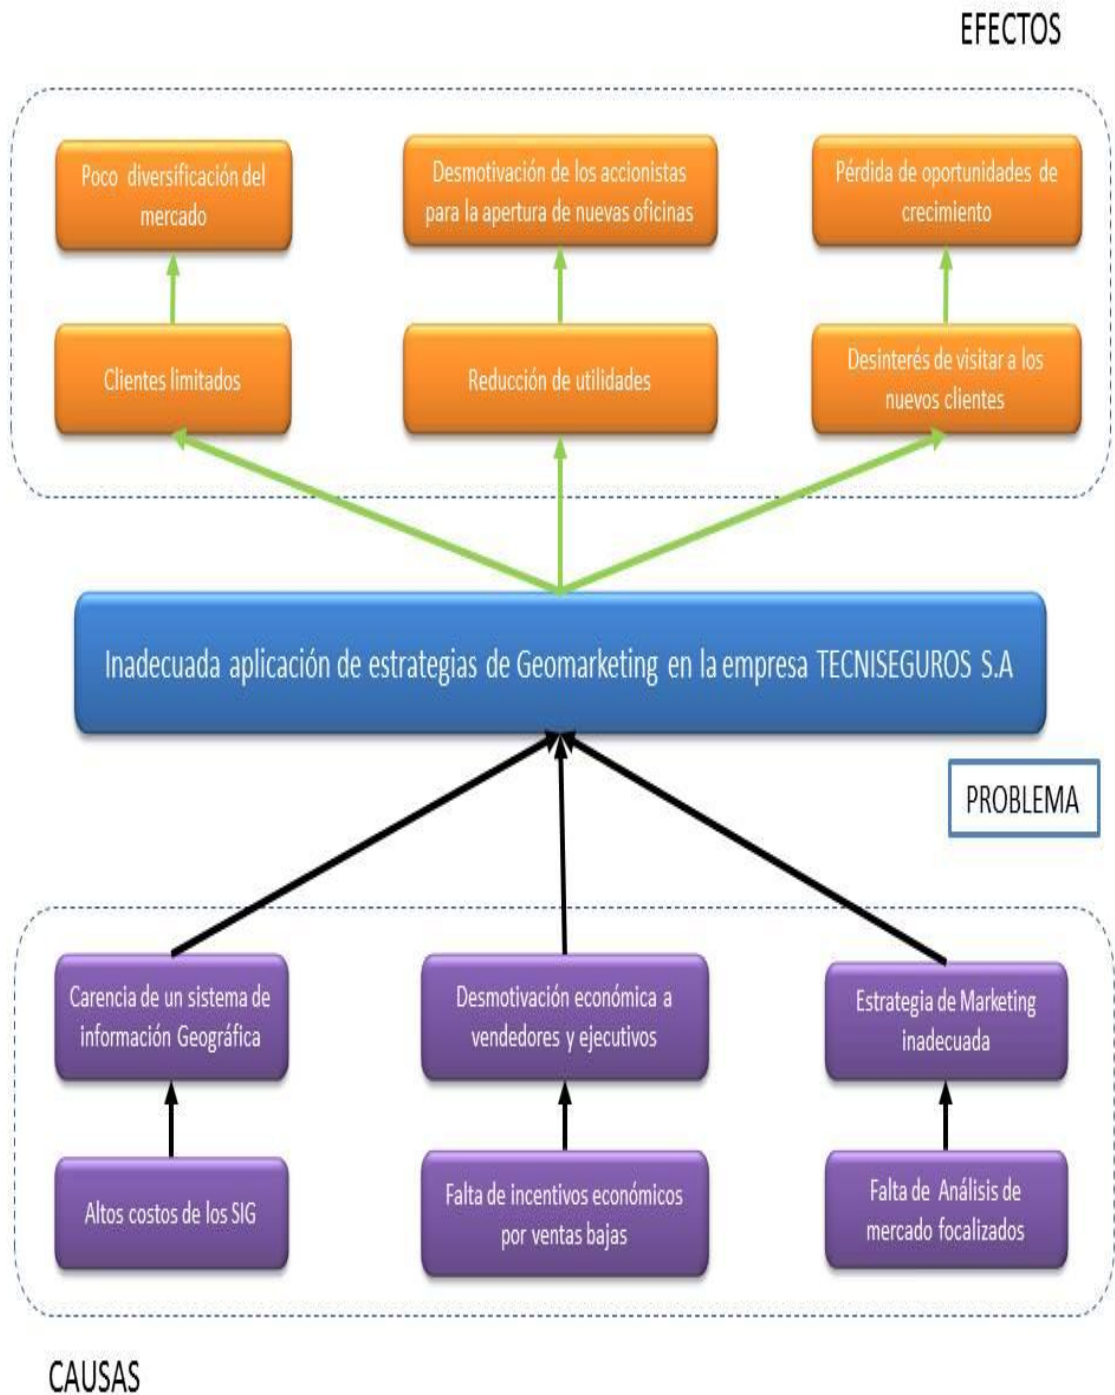 EFECTOS
Poco diversificación del
mercado
Desmotivación de los accionistas
para la apertura de nuevas oficinas
Pérdida de oportunidades de
crecimiento
Clientes limitados
Reducción de utilidades
Desinterés de visitar a los
nuevos clientes
Inadecuada aplicación de estrategias de Geomarketing en la empresa TECNISEGUROS S.A
PROBLEMA
Carencia de un sistema de
información Geográfica
Desmotivación económica a
vendedores y ejecutivos
Estrategia de Marketing
inadecuada
Altos costos de los SIG
Falta de incentivos económicos
por ventas bajas
Falta de Análisis de
mercado focalizados
CAUSAS